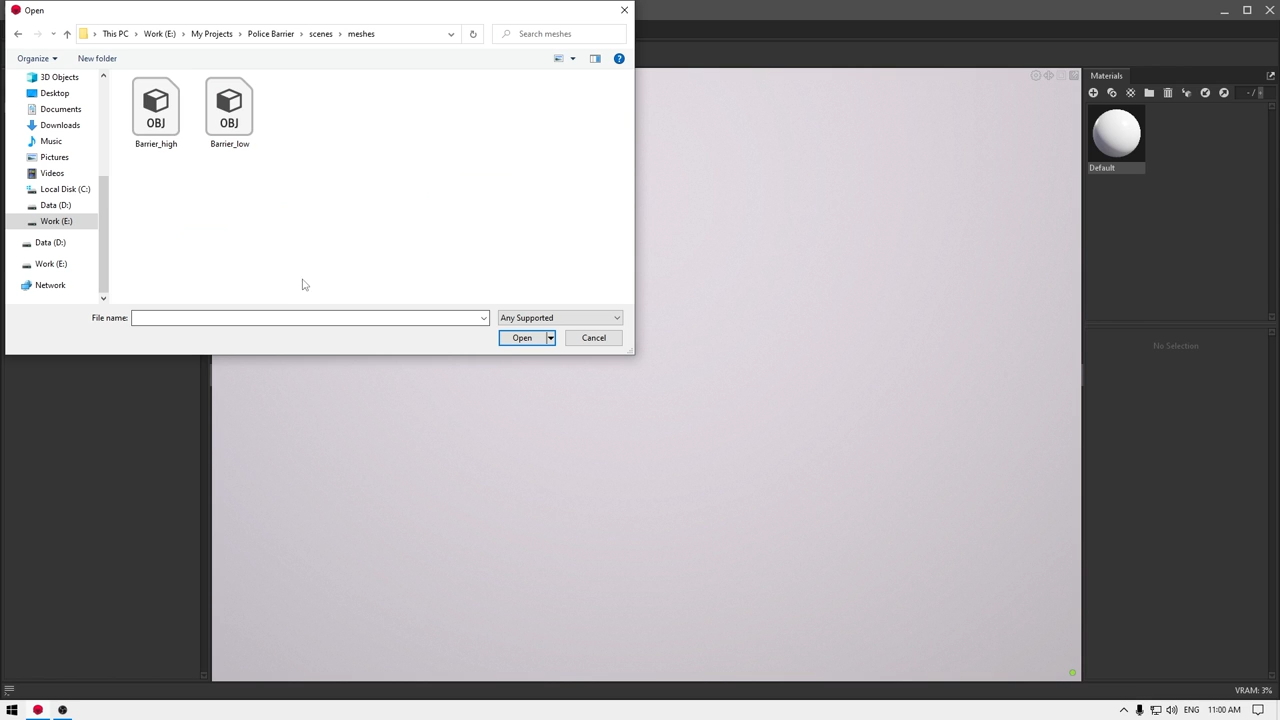 Open
This PC > Work (E:) > My Projects > Police Barrier > scenes > meshes
Search meshes
Organize
New folder
3D Objects
Desktop
Documents
Downloads
Music
Pictures
Videos
Local Disk (C:)
Data (D:)
Work (E:)
Data (D:)
Work (E:)
Network
OBJ
OBJ
Barrier_high
Barrier_low
File name:
Any Supported
Open
Cancel
Materials
- /
Default
No Selection
VRAM: 3%
ENG
11:00 AM